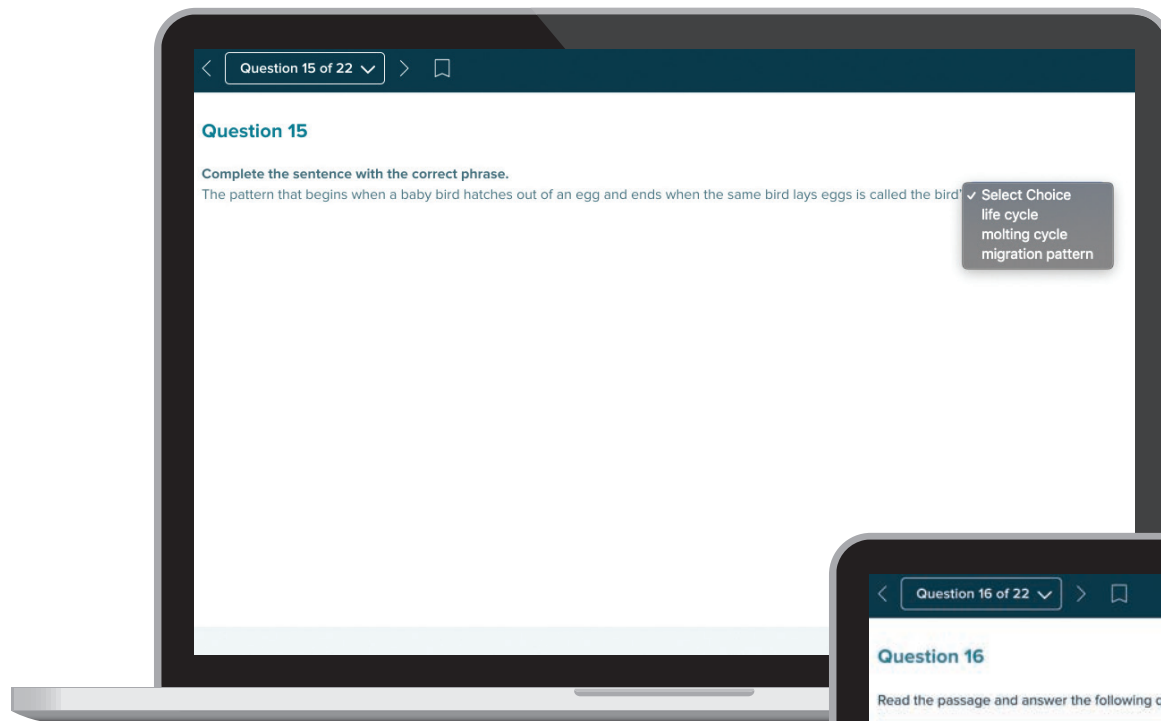 Question 15 of 22
Question 15
Complete the sentence with the correct phrase.
The pattern that begins when a baby bird hatches out of an egg and ends when the same bird lays eggs is called the bird'
✓ Select Choice
life cycle
molting cycle
migration pattern
Question 16 of 22
Question 16
Read the passage and answer the following